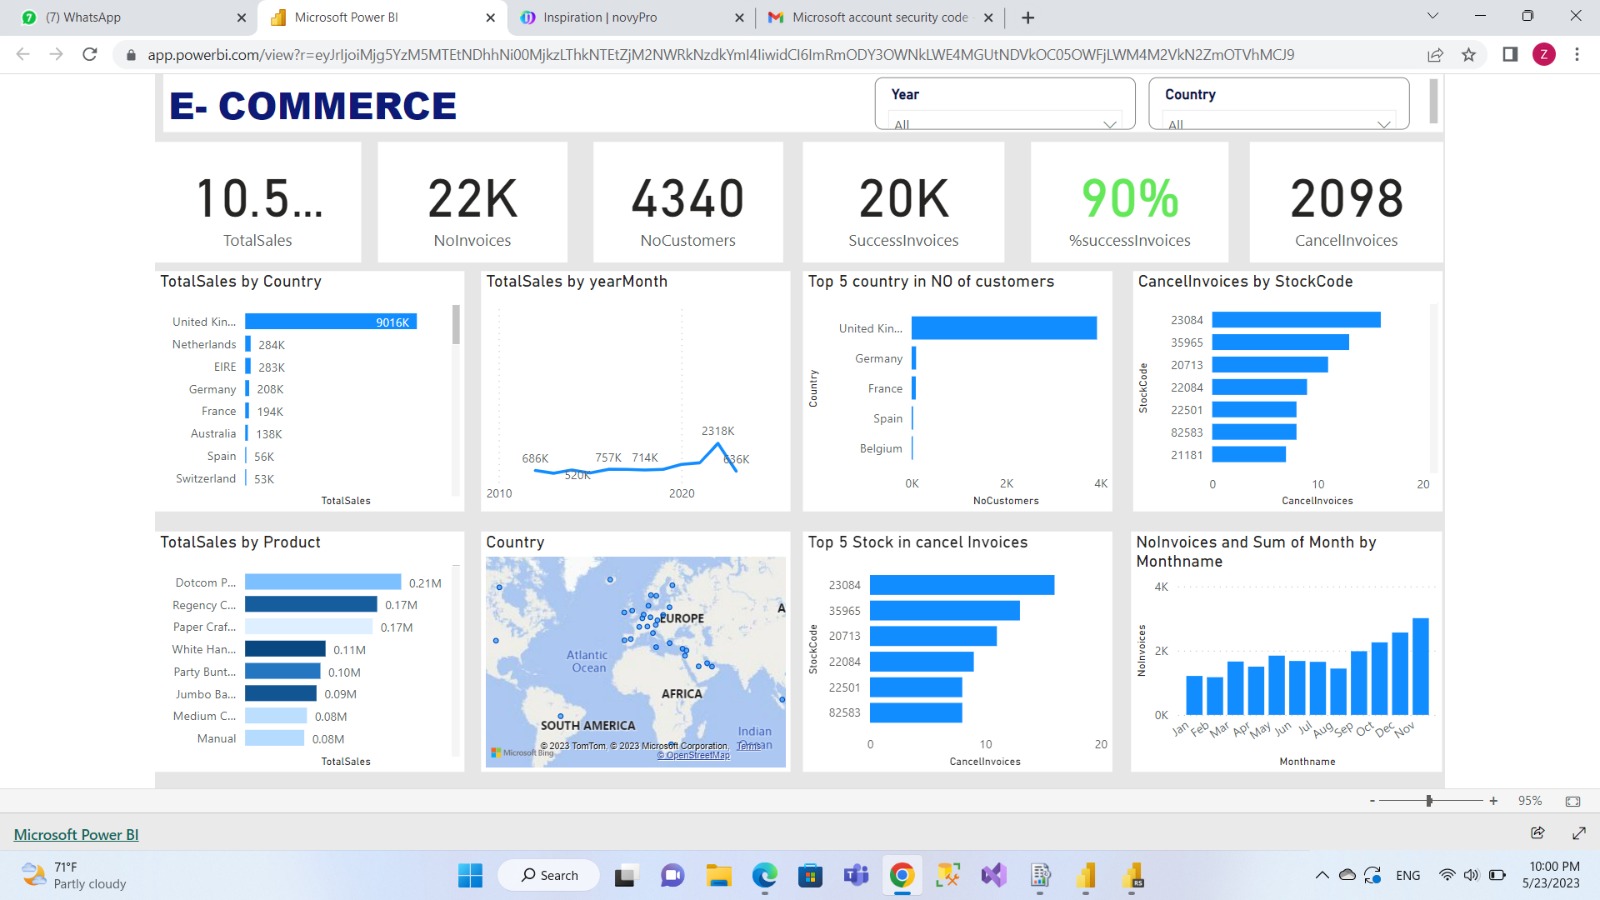 (7) WhatsApp
Microsoft Power BI
Inspiration | novyPro
Microsoft account security code
app.powerbi.com/view?r=eyJrIjoiMjg5YzM5MTEtNDhhNi00MjkzLThkNTEtZjM2NWRkNzdkYmI4IiwidCI6ImRmODY3OWNkLWE4MGUtNDVkOC05OWFjLWM4M2VkN2ZmOTVhMCJ9
Z
E- COMMERCE
Year
All
Country
All
10.5...
TotalSales
22K
NoInvoices
4340
NoCustomers
20K
SuccessInvoices
90%
%successInvoices
2098
CancelInvoices
TotalSales by Country
United Kin... 9016K
Netherlands 284K
EIRE 283K
Germany 208K
France 194K
Australia 138K
Spain 56K
Switzerland 53K
TotalSales
TotalSales by yearMonth
686K
520K
757K
714K
2318K
636K
2010
2020
Top 5 country in NO of customers
Country
United Kin...
Germany
France
Spain
Belgium
0K 2K 4K
NoCustomers
CancelInvoices by StockCode
StockCode
23084
35965
20713
22084
22501
82583
21181
0 10 20
CancelInvoices
TotalSales by Product
Dotcom P... 0.21M
Regency C... 0.17M
Paper Craf... 0.17M
White Han... 0.11M
Party Bunt... 0.10M
Jumbo Ba... 0.09M
Medium C... 0.08M
Manual 0.08M
TotalSales
Country
EUROPE
A
Atlantic
Ocean
AFRICA
SOUTH AMERICA
Indian
Ocean
Microsoft Bing
© 2023 TomTom, © 2023 Microsoft Corporation, Terms
© OpenStreetMap
Top 5 Stock in cancel Invoices
StockCode
23084
35965
20713
22084
22501
82583
0 10 20
CancelInvoices
NoInvoices and Sum of Month by
Monthname
NoInvoices
4K
2K
0K
Jan Feb Mar Apr May Jun Jul Aug Sep Oct Dec Nov
Monthname
- + 95%
Microsoft Power BI
71°F
Partly cloudy
Search
ENG
10:00 PM
5/23/2023